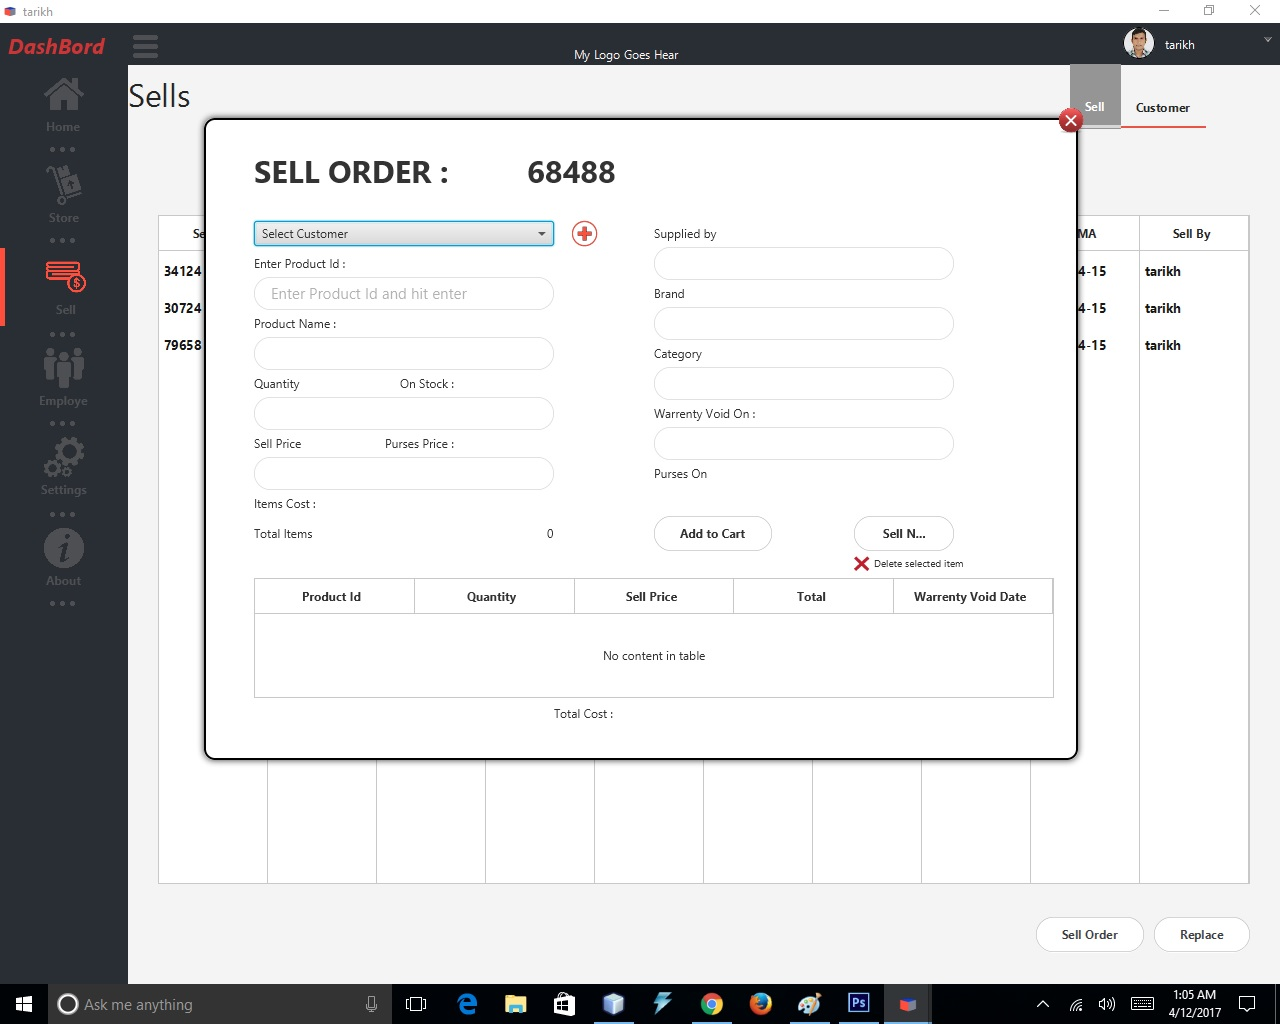 tarikh
DashBord
My Logo Goes Hear
tarikh
Sells
Sell
Customer
Home
Store
Sell
Employe
Settings
About
SELL ORDER : 68488
Select Customer
Enter Product Id :
Enter Product Id and hit enter
Product Name :
Quantity On Stock :
Sell Price Purses Price :
Items Cost :
Total Items 0
Supplied by
Brand
Category
Warrenty Void On :
Purses On
Add to Cart
Sell N...
Delete selected item
Product Id Quantity Sell Price Total Warrenty Void Date
No content in table
Total Cost :
Se MA Sell By
34124 4-15 tarikh
30724 4-15 tarikh
79658 4-15 tarikh
Sell Order
Replace
Ask me anything
Ps
1:05 AM
4/12/2017